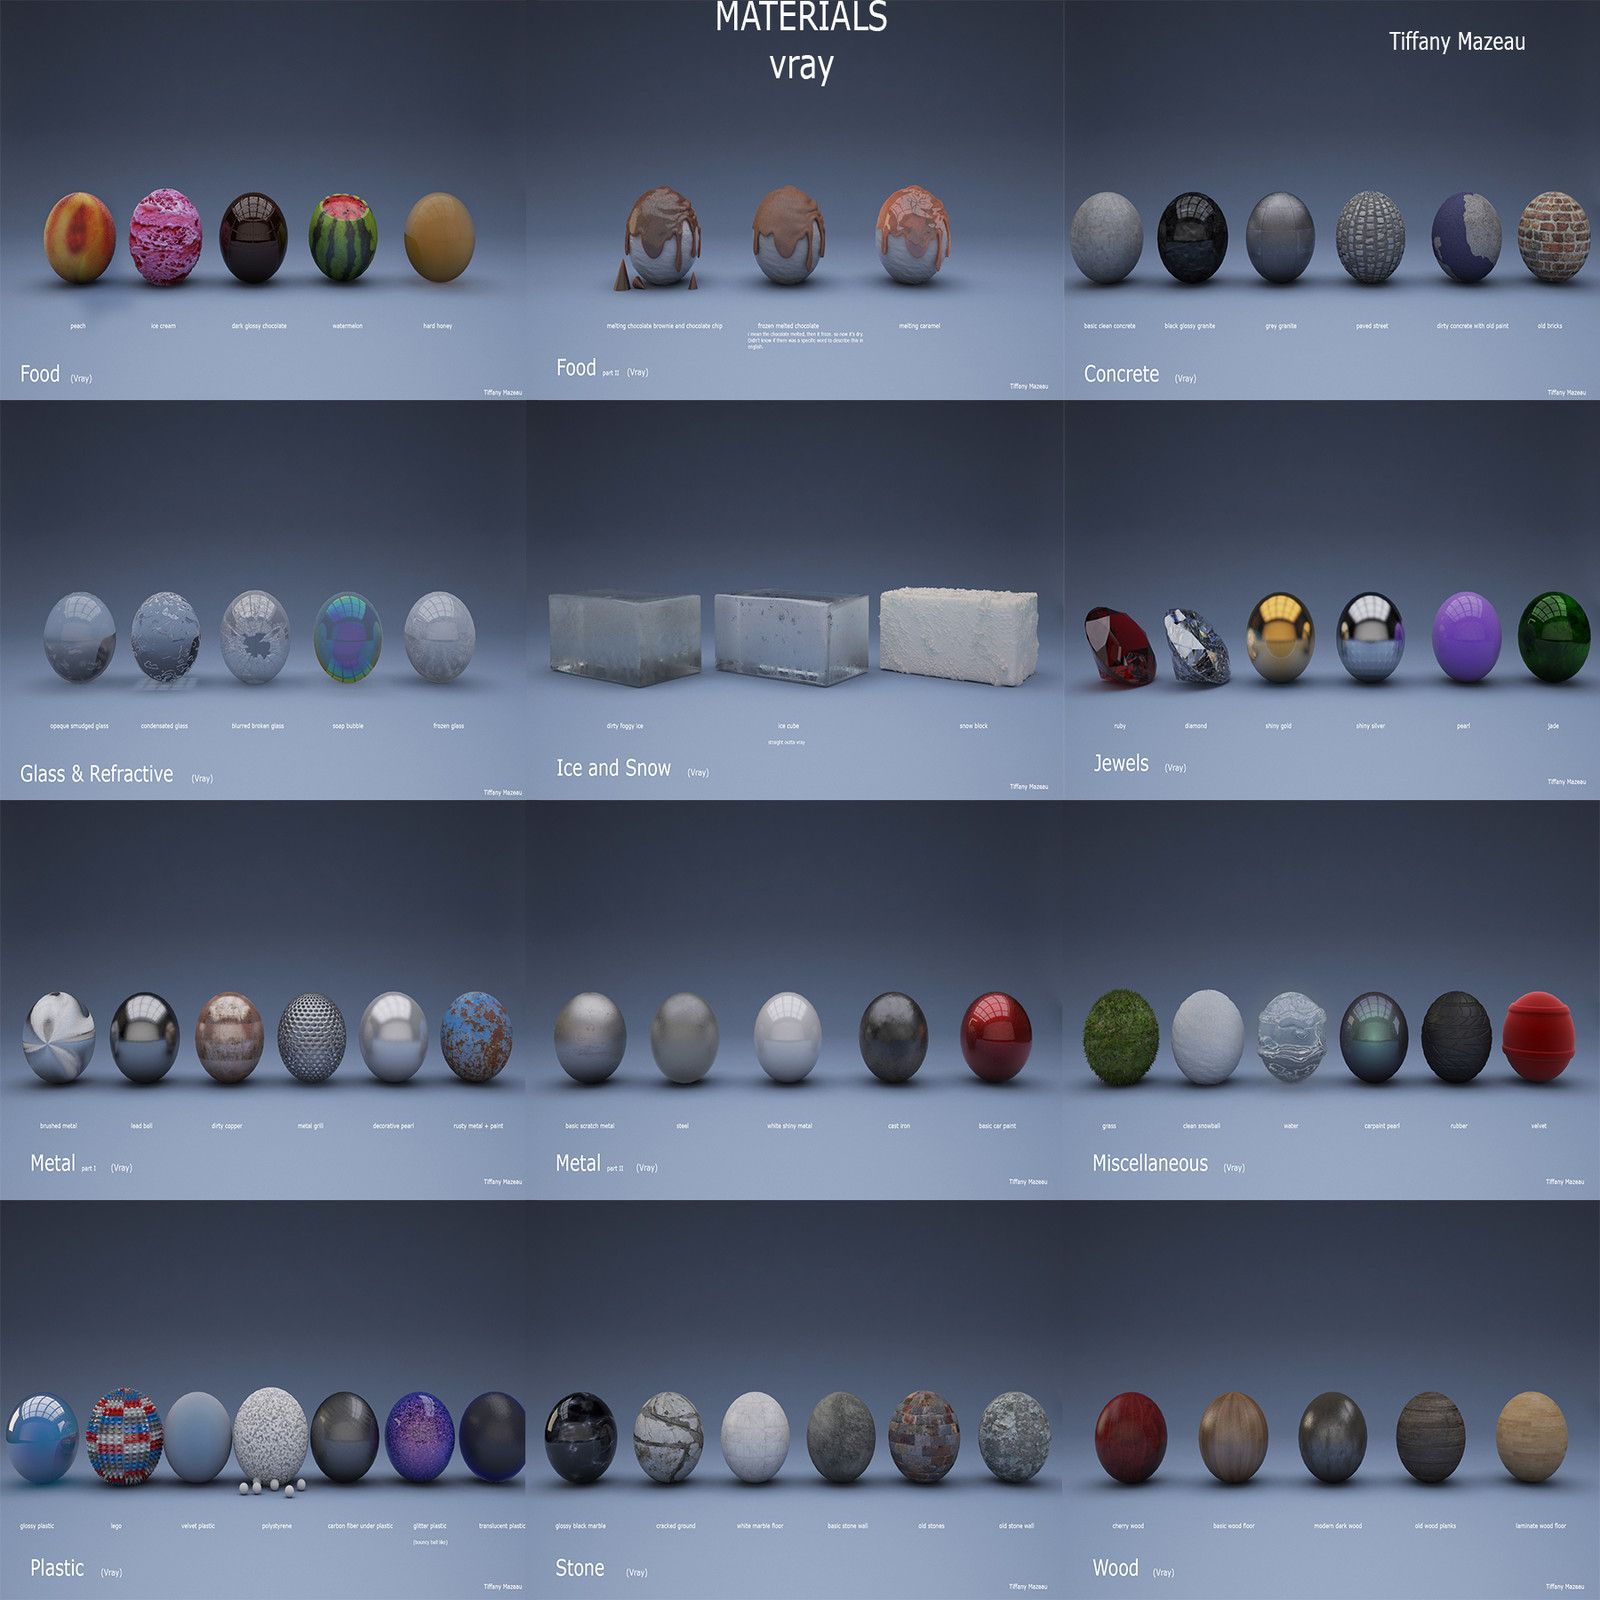 MATERIALS
vray
Tiffany Mazeau
peach
ice cream
dark glossy chocolate
watermelon
hard honey
Food (Vray)
Tiffany Mazeau
melting chocolate brownie and chocolate chip
frozen melted chocolate
I mean the chocolate melted, then it froze, so now it's dry.
Didn't know if there was a specific word to describe this in
english.
melting caramel
Food part II (Vray)
Tiffany Mazeau
basic clean concrete
black glossy granite
grey granite
paved street
dirty concrete with old paint
old bricks
Concrete (Vray)
Tiffany Mazeau
opaque smudged glass
condensated glass
blurred broken glass
soap bubble
frozen glass
Glass & Refractive (Vray)
Tiffany Mazeau
dirty foggy ice
ice cube
straight outta vray
snow block
Ice and Snow (Vray)
Tiffany Mazeau
ruby
diamond
shiny gold
shiny silver
pearl
jade
Jewels (Vray)
Tiffany Mazeau
brushed metal
lead ball
dirty copper
metal grill
decorative pearl
rusty metal + paint
Metal part I (Vray)
Tiffany Mazeau
basic scratch metal
steel
white shiny metal
cast iron
basic car paint
Metal part II (Vray)
Tiffany Mazeau
grass
clean snowball
water
carpaint pearl
rubber
velvet
Miscellaneous (Vray)
Tiffany Mazeau
glossy plastic
lego
velvet plastic
polystyrene
carbon fiber under plastic
glitter plastic
(bouncy ball like)
translucent plastic
Plastic (Vray)
Tiffany Mazeau
glossy black marble
cracked ground
white marble floor
basic stone wall
old stones
old stone wall
Stone (Vray)
Tiffany Mazeau
cherry wood
basic wood floor
modern dark wood
old wood planks
laminate wood floor
Wood (Vray)
Tiffany Mazeau